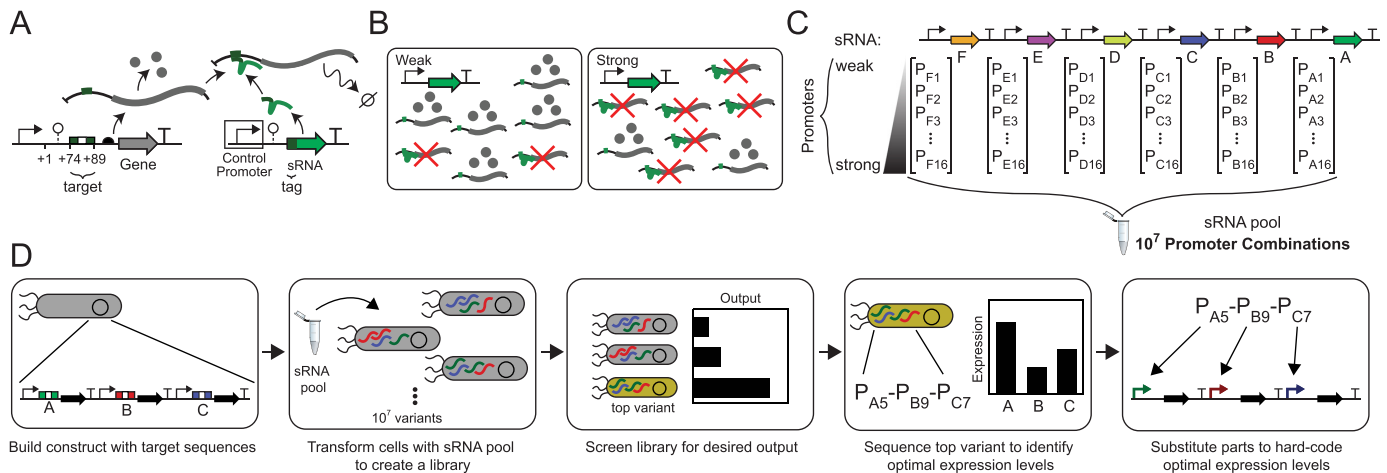 A
+1
+74
+89
target
Gene
Control
Promoter
sRNA
tag
Ø
B
Weak
Strong
C
sRNA:
F
E
D
C
B
A
Promoters
weak
strong
PF1 PE1 PD1 PC1 PB1 PA1
PF2 PE2 PD2 PC2 PB2 PA2
PF3 PE3 PD3 PC3 PB3 PA3
... ... ... ... ... ...
PF16 PE16 PD16 PC16 PB16 PA16
sRNA pool
10⁷ Promoter Combinations
D
A
B
C
Build construct with target sequences
sRNA
pool
10⁷ variants
Transform cells with sRNA pool
to create a library
Output
top variant
Screen library for desired output
PA5-PB9-PC7
Expression
A B C
Sequence top variant to identify
optimal expression levels
PA5-PB9-PC7
Substitute parts to hard-code
optimal expression levels